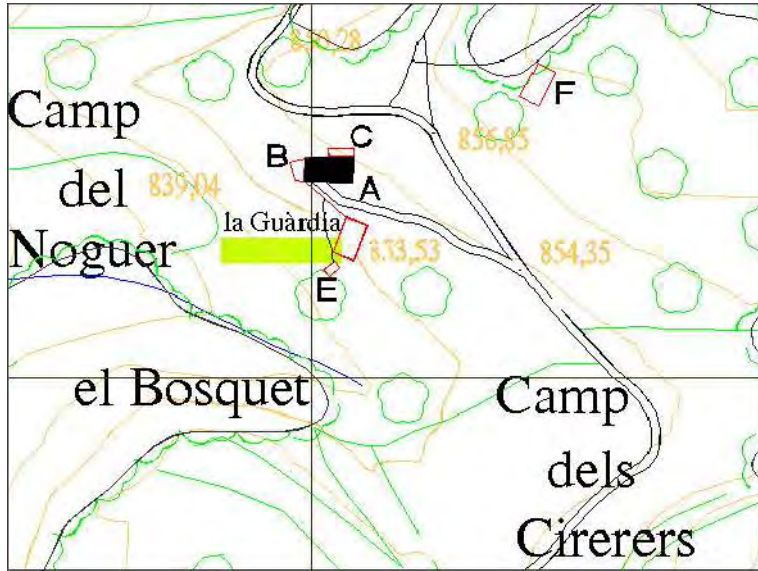 Camp
del
Noguer
B
C
A
F
856,85
839,04
la Guàrdia
854,35
E
el Bosquet
Camp
dels
Cirerers